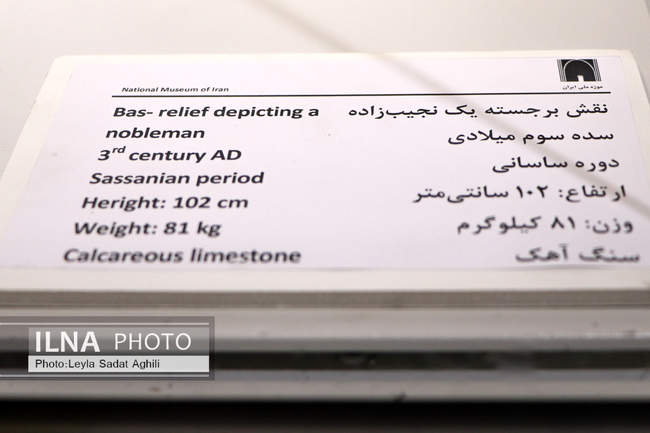 National Museum of Iran
موزه ملی ایران
Bas- relief depicting a
nobleman
3rd century AD
Sassanian period
Heright: 102 cm
Weight: 81 kg
Calcareous limestone
نقش برجسته یک نجیب‌زاده
سده سوم میلادی
دوره ساسانی
ارتفاع: ۱۰۲ سانتی‌متر
وزن: ۸۱ کیلوگرم
سنگ آهک
ILNA PHOTO
Photo:Leyla Sadat Aghili